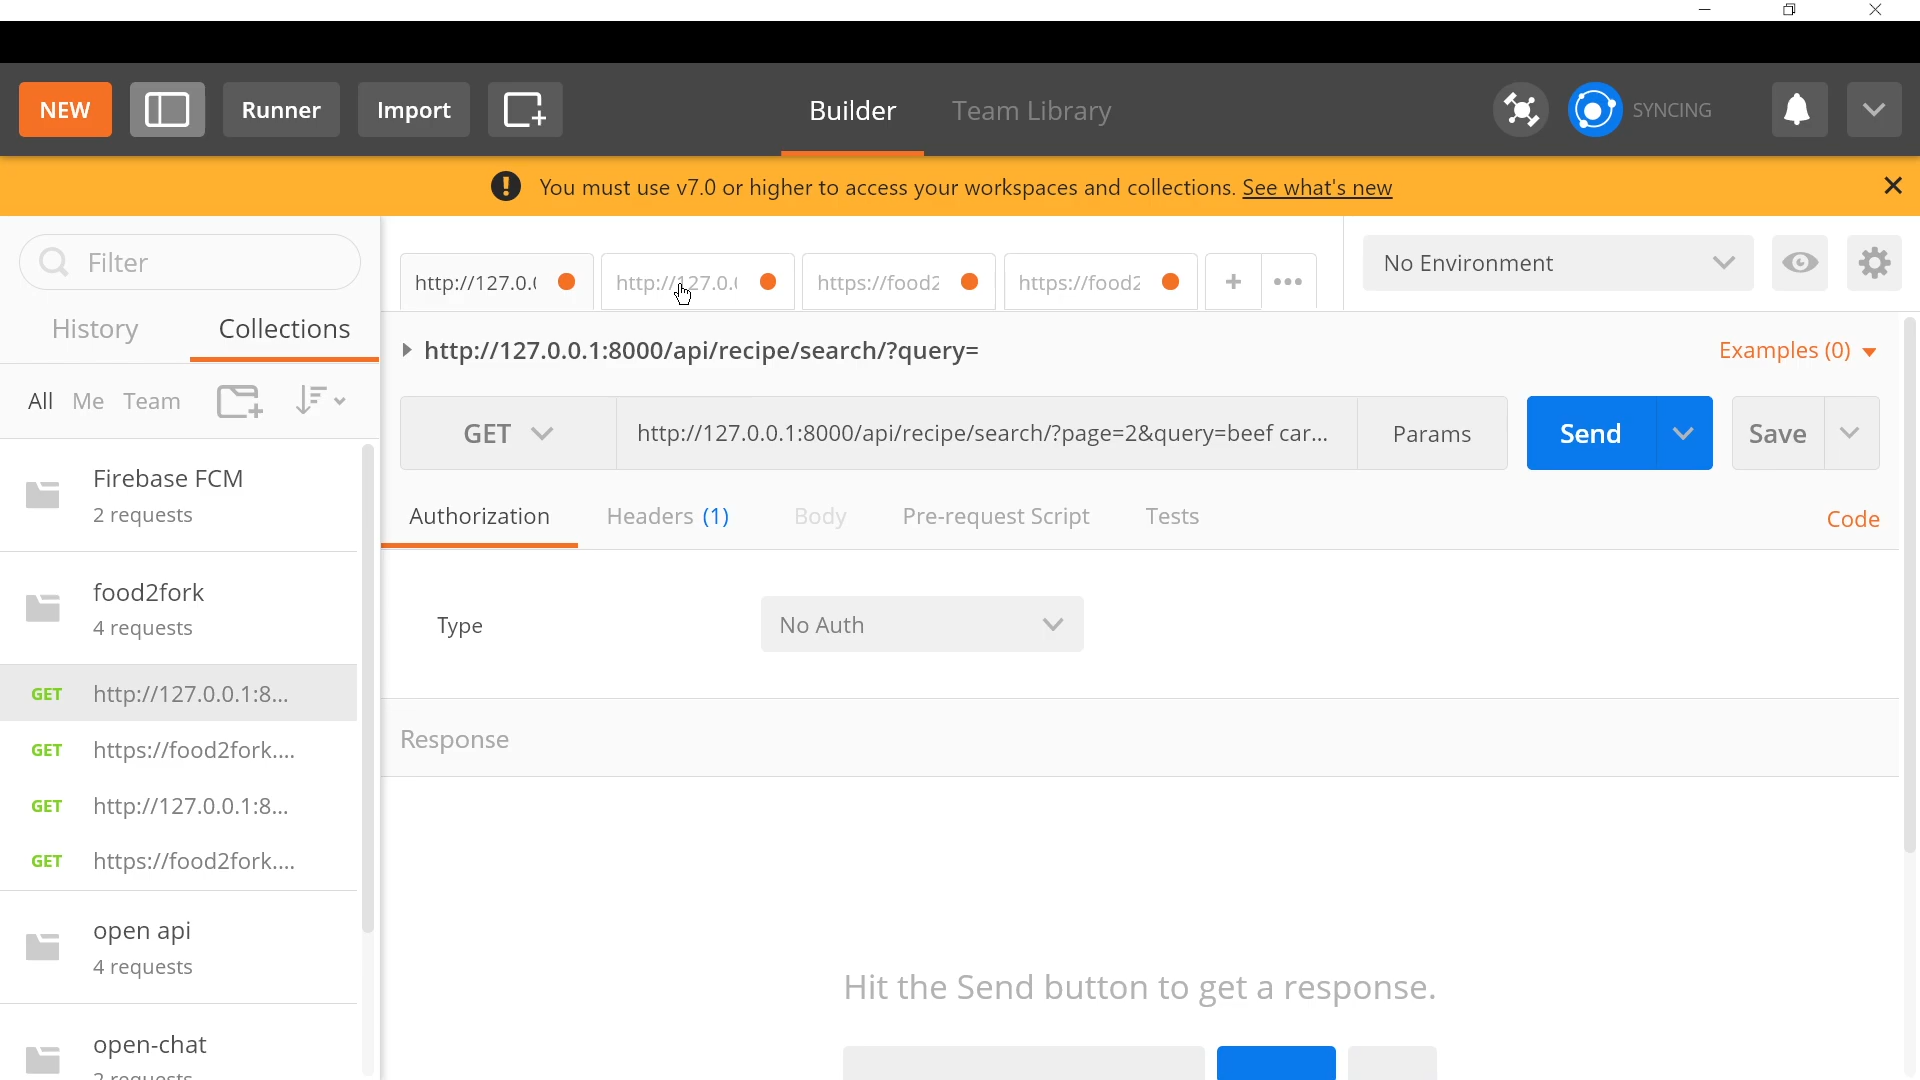 NEW
Runner
Import
Builder
Team Library
SYNCING
You must use v7.0 or higher to access your workspaces and collections. See what's new
Filter
History
Collections
All
Me
Team
Firebase FCM
2 requests
food2fork
4 requests
GET http://127.0.0.1:8...
GET https://food2fork....
GET http://127.0.0.1:8...
GET https://food2fork....
open api
4 requests
open-chat
2 requests
http://127.0.(
http://127.0.(
https://food2
https://food2
No Environment
http://127.0.0.1:8000/api/recipe/search/?query=
Examples (0)
GET
http://127.0.0.1:8000/api/recipe/search/?page=2&query=beef car...
Params
Send
Save
Authorization
Headers (1)
Body
Pre-request Script
Tests
Code
Type
No Auth
Response
Hit the Send button to get a response.